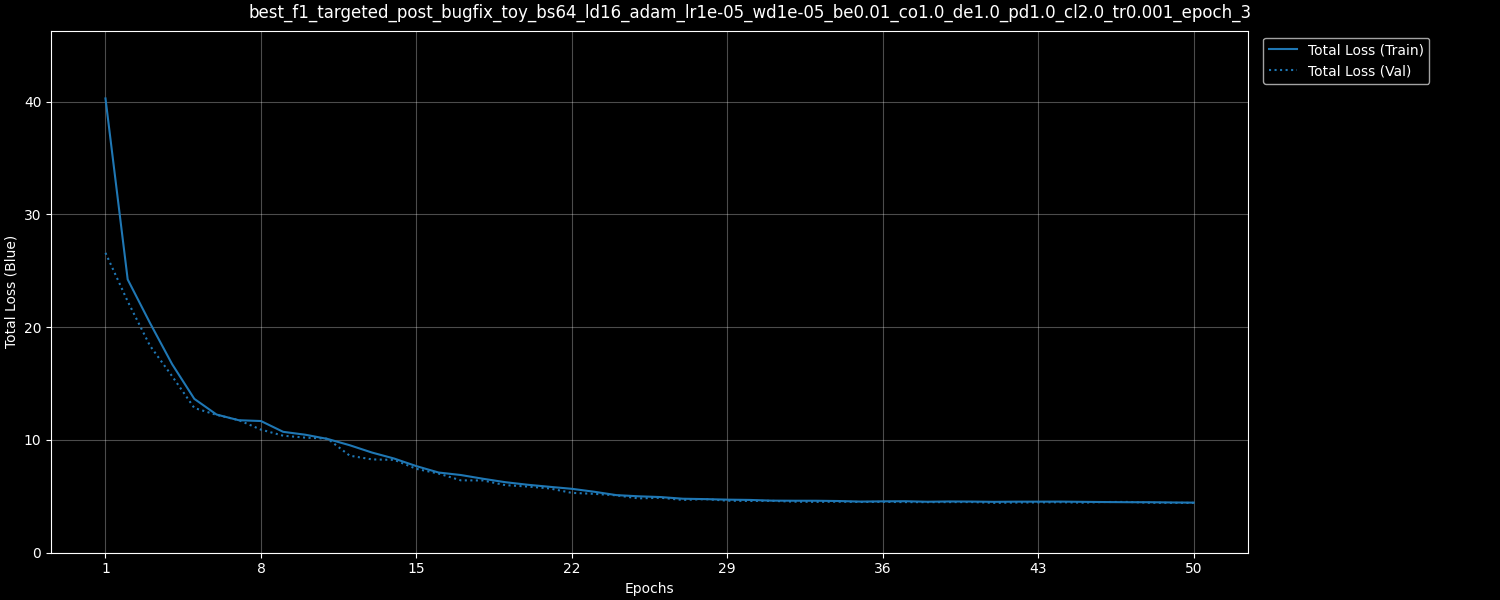 best_f1_targeted_post_bugfix_toy_bs64_ld16_adam_lr1e-05_wd1e-05_be0.01_co1.0_de1.0_pd1.0_cl2.0_tr0.001_epoch_3
Total Loss (Train)
Total Loss (Val)
Total Loss (Blue)
40
30
20
10
0
1 8 15 22 29 36 43 50
Epochs